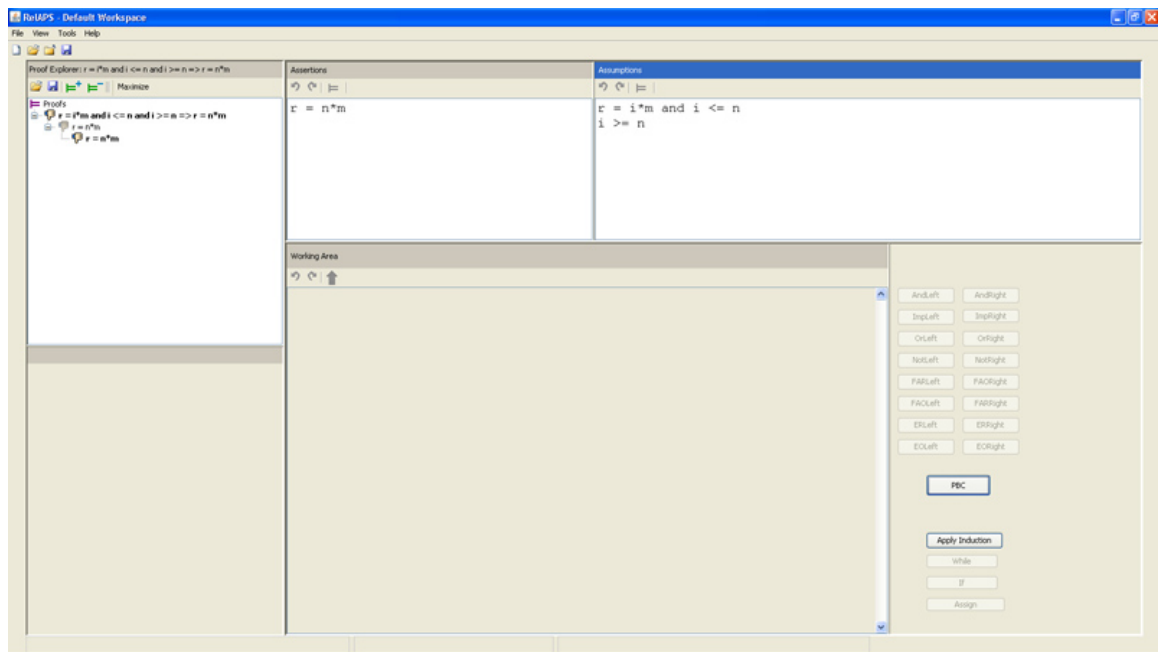 RelAPS - Default Workspace
File View Tools Help
Proof Explorer: r = i*m and i <= n and i >= n => r = n*m
Maximize
Proofs
r = i*m and i <= n and i >= n => r = n*m
r = n*m
r = n*m
Assertions
r = n*m
Assumptions
r = i*m and i <= n
i >= n
Working Area
AndLeft AndRight
ImpLeft ImpRight
OrLeft OrRight
NotLeft NotRight
FARLeft FAORight
FAOLeft FARRight
ERLeft ERRight
EOLeft EORight
PBC
Apply Induction
While
If
Assign